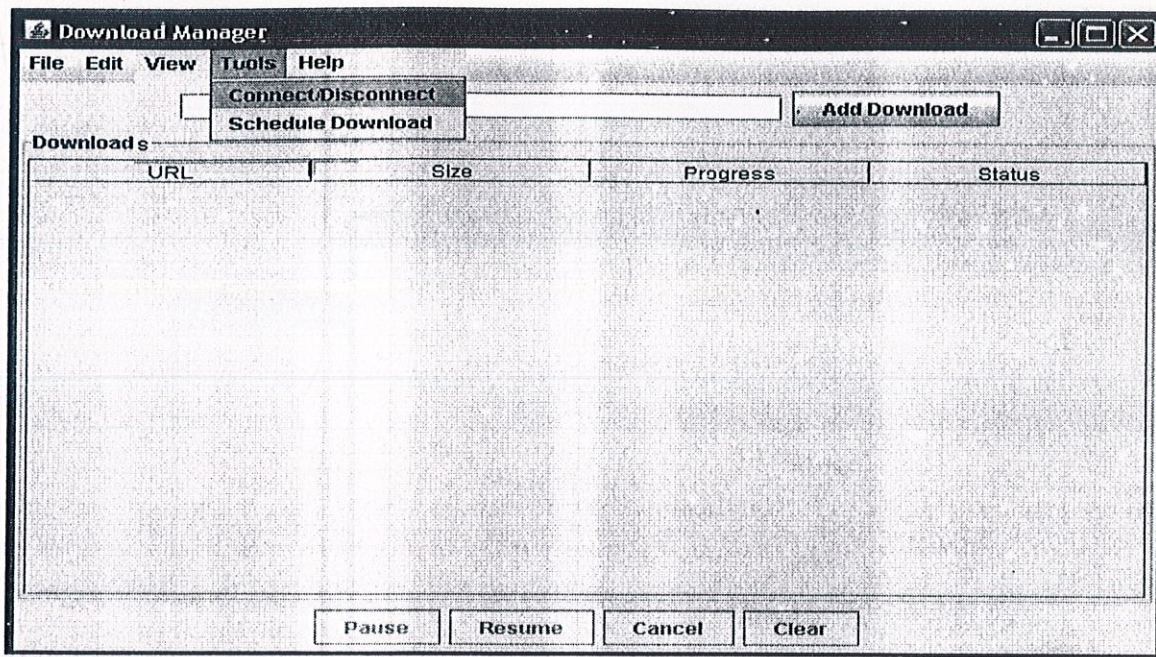 Download Manager
File Edit View Tools Help
Connect/Disconnect
Add Download
Schedule Download
Downloads
URL Size Progress Status
Pause Resume Cancel Clear